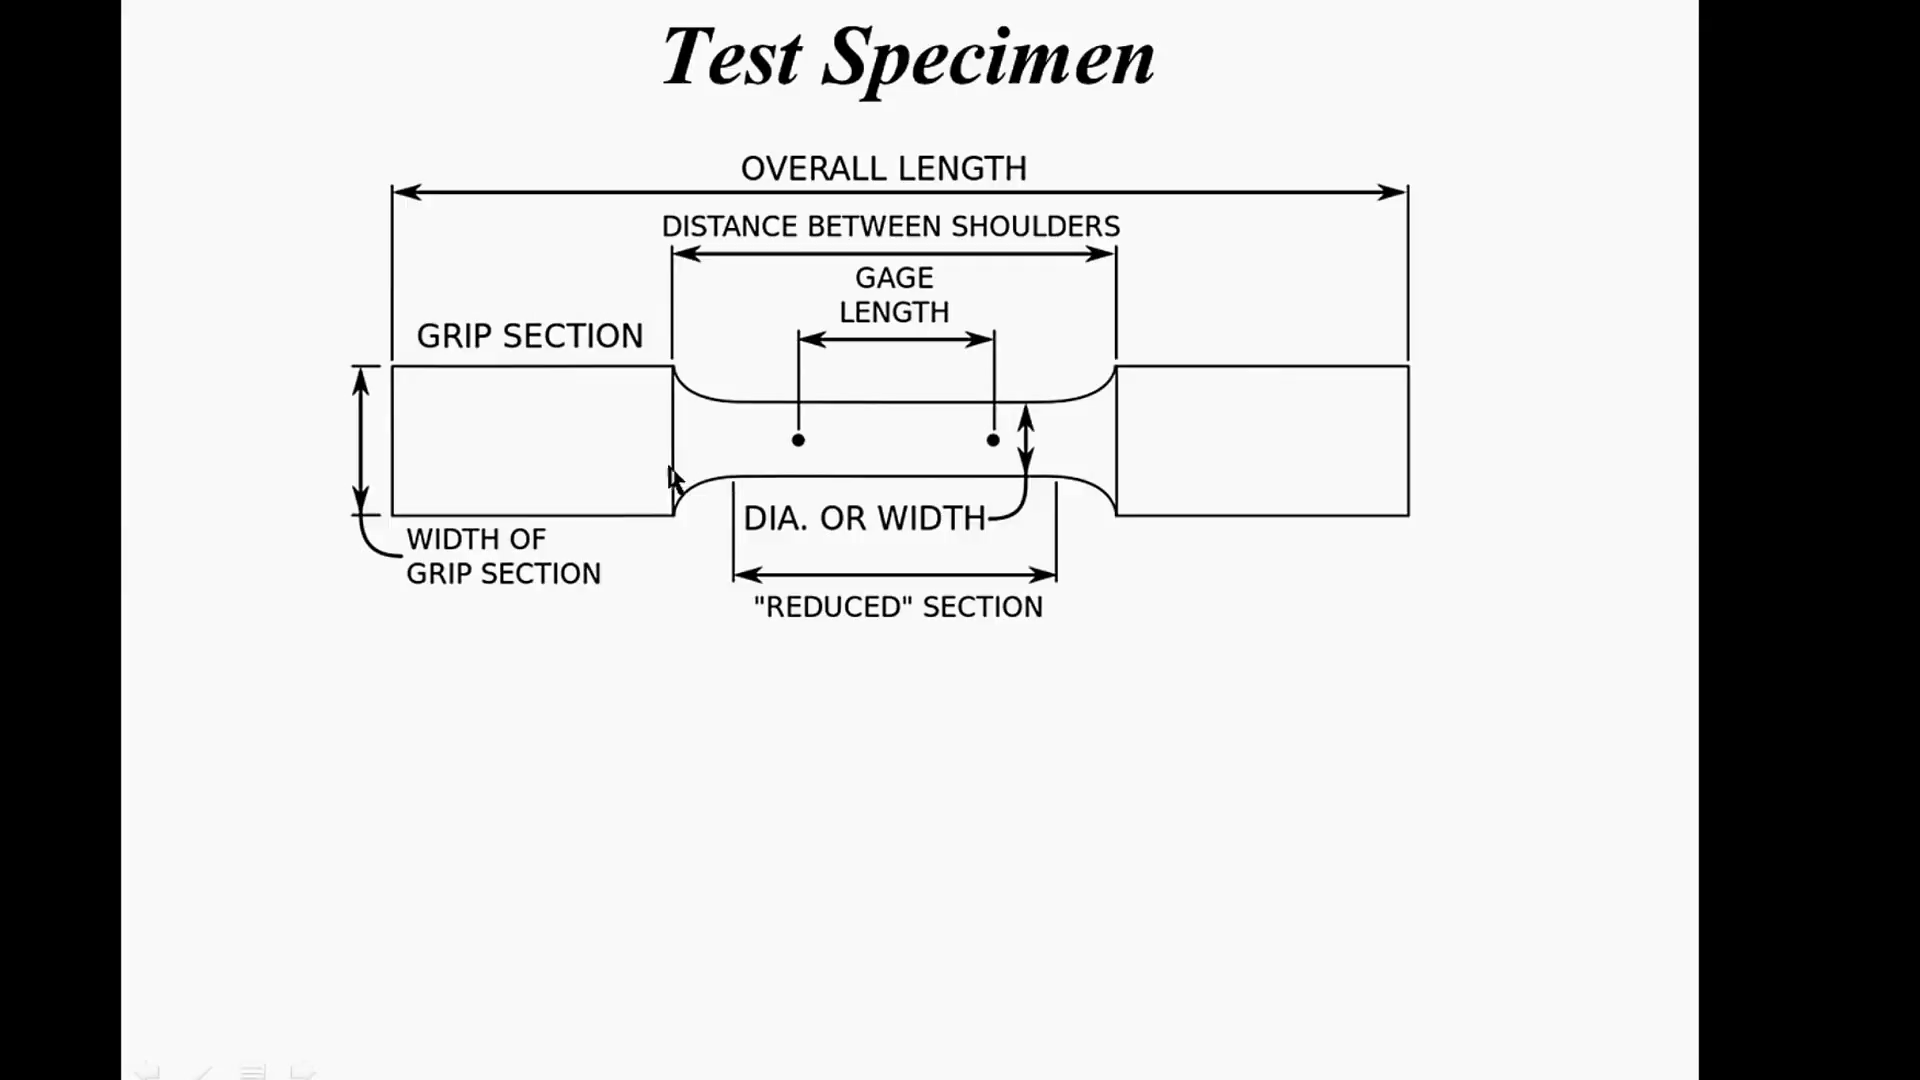 Test Specimen
OVERALL LENGTH
DISTANCE BETWEEN SHOULDERS
GAGE
LENGTH
GRIP SECTION
DIA. OR WIDTH
WIDTH OF
GRIP SECTION
"REDUCED" SECTION